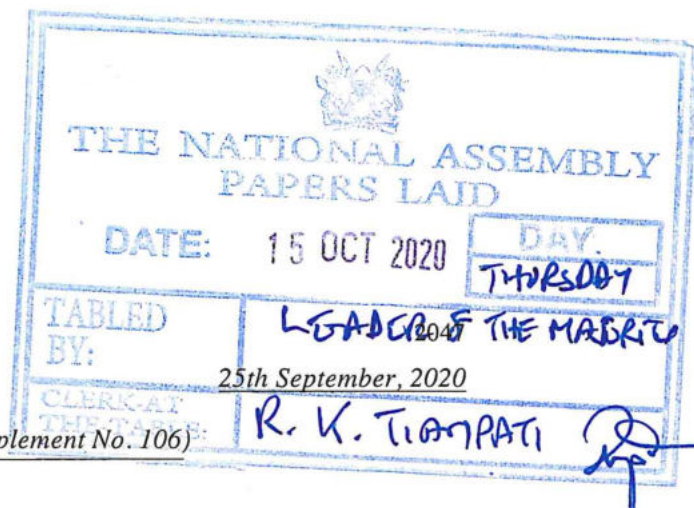 THE NATIONAL ASSEMBLY
PAPERS LAID
DATE: 15 OCT 2020
DAY.
THURSDAY
TABLED
BY:
LEADER OF THE MAJORITY
2047
25th September, 2020
CLERK-AT
THE-TABLE:
R. K. TIAMPATI
plement No. 106)